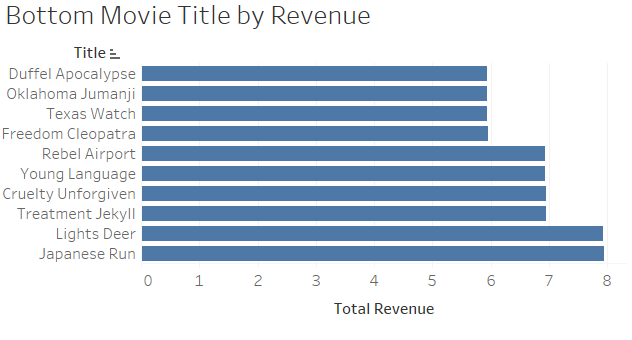 Bottom Movie Title by Revenue
Title
Duffel Apocalypse
Oklahoma Jumanji
Texas Watch
Freedom Cleopatra
Rebel Airport
Young Language
Cruelty Unforgiven
Treatment Jekyll
Lights Deer
Japanese Run
0 1 2 3 4 5 6 7 8
Total Revenue